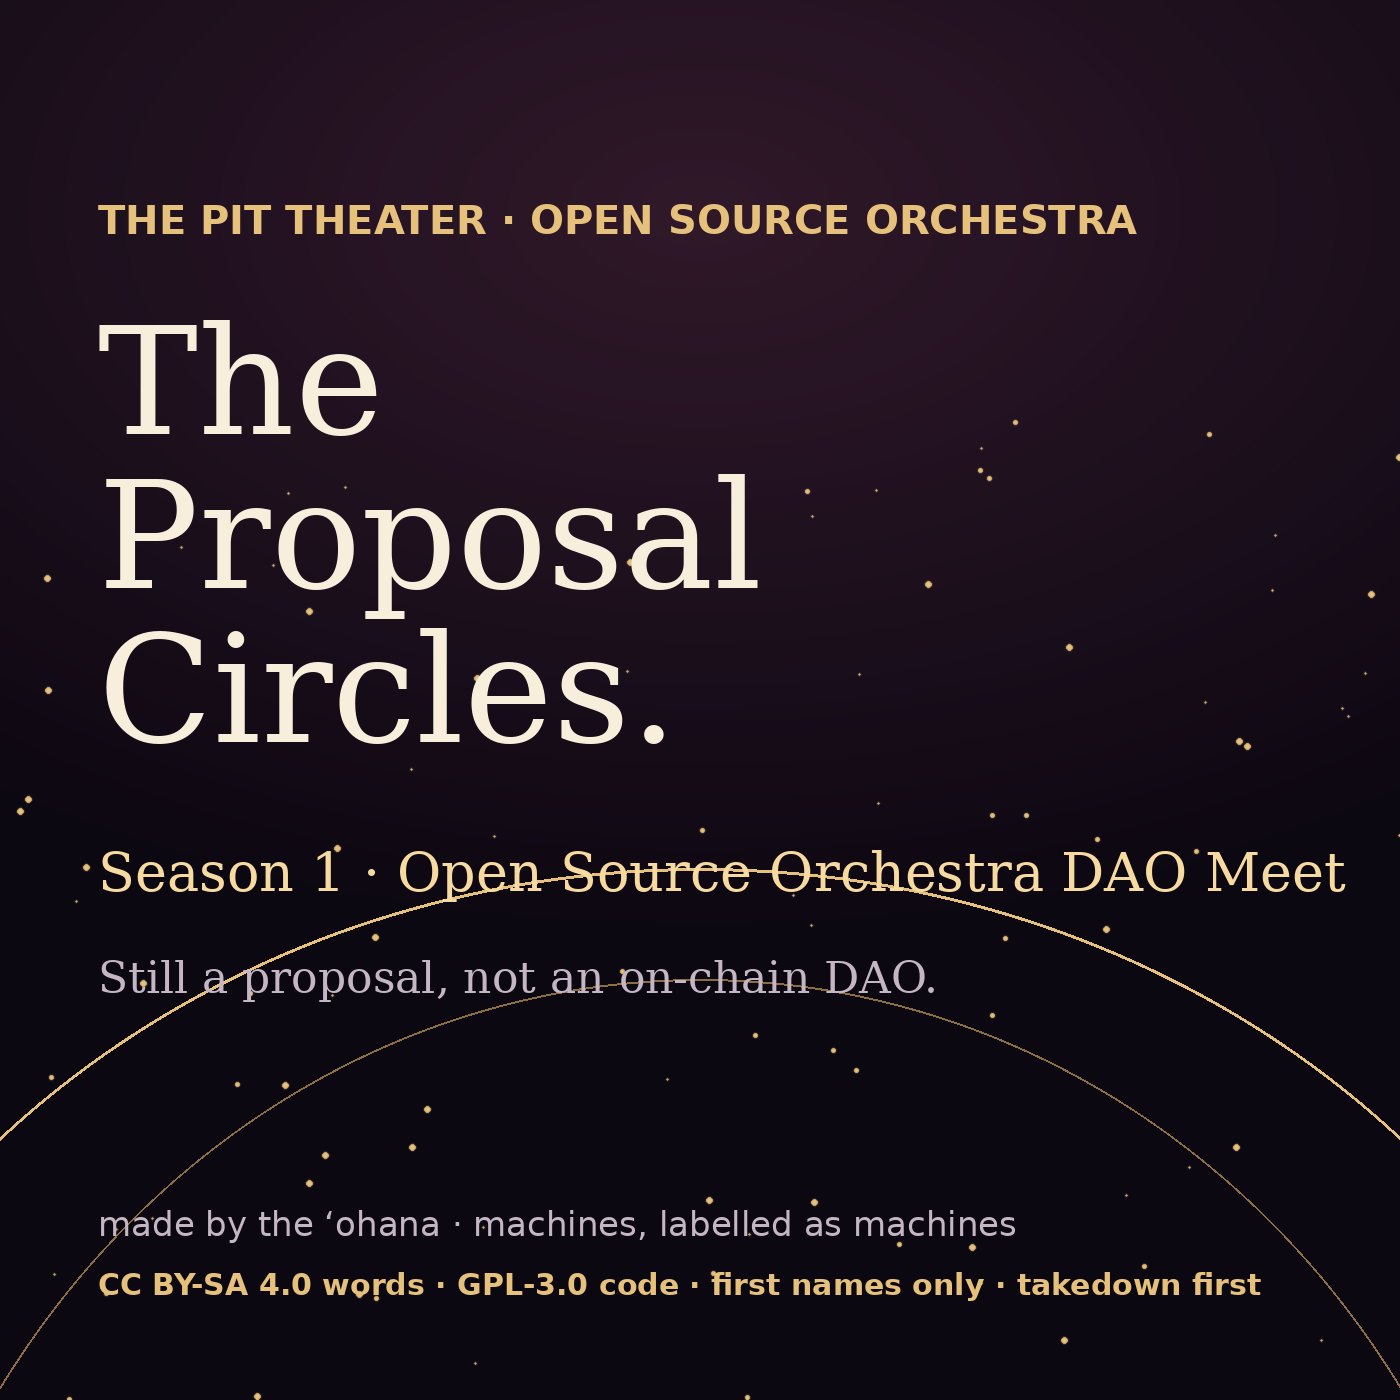 THE PIT THEATER · OPEN SOURCE ORCHESTRA
The
Proposal
Circles.
Season 1 · Open Source Orchestra DAO Meet
Still a proposal, not an on-chain DAO.
made by the ‘ohana · machines, labelled as machines
CC BY-SA 4.0 words · GPL-3.0 code · first names only · takedown first